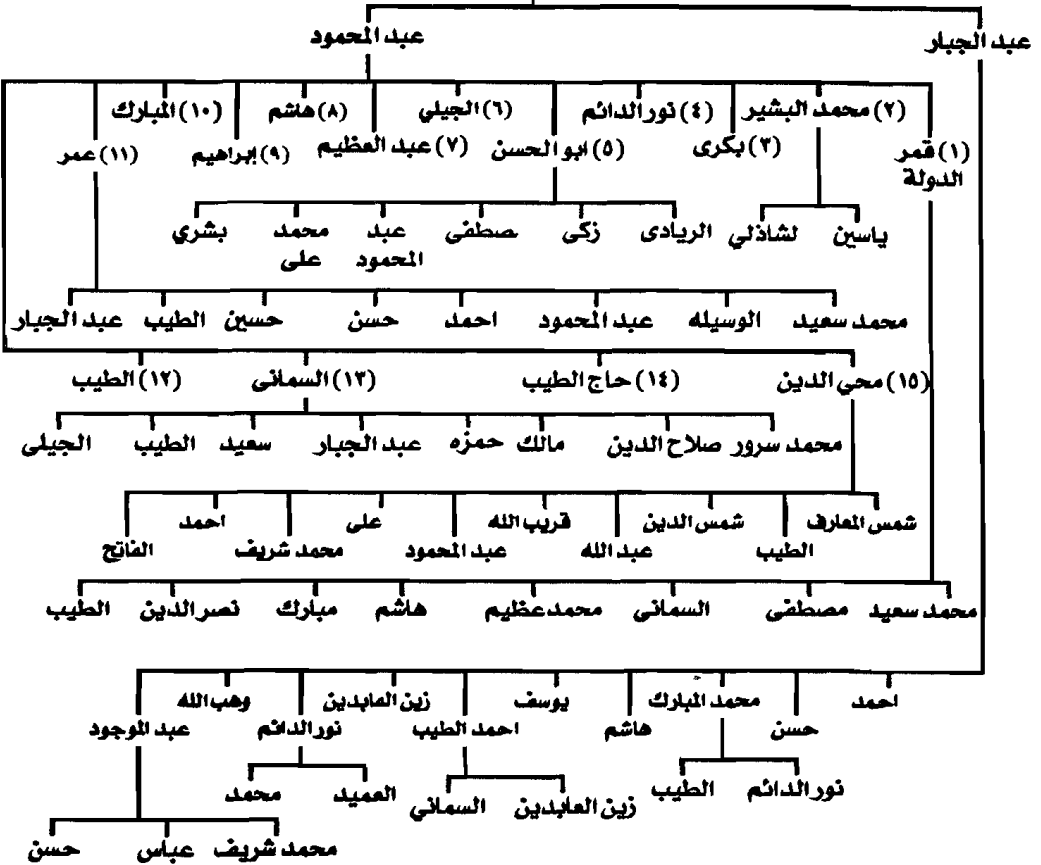 عبد الجبار
عبد المحمود
(١) قمر الدولة
(٢) محمد البشير
(٣) بكرى
(٤) نور الدائم
(٥) ابو الحسن
(٦) الجيلي
(٧) عبد العظيم
(٨) هاشم
(٩) إبراهيم
(١٠) المبارك
(١١) عمر
ياسين لشاذلي الريادى زكى صطفى عبد المحمود محمد على بشري
محمد سعيد الوسيله عبد المحمود احمد حسن حسين الطيب عبد الجبار
(١٥) محي الدين (١٤) حاج الطيب (١٣) السمانى (١٢) الطيب
محمد سرور صلاح الدين مالك حمزه عبد الجبار سعيد الطيب الجيلى
شمس المعارف الطيب شمس الدين عبد الله قريب الله عبد المحمود على محمد شريف احمد الفاتح
محمد سعيد مصطفى السمانى محمد عظيم هاشم مبارك نصر الدين الطيب
احمد حسن محمد المبارك هاشم يوسف احمد الطيب زين العابدين نور الدائم وهب الله عبد الموجود
نور الدائم الطيب زين العابدين السماني العميد محمد
محمد شريف عباس حسن